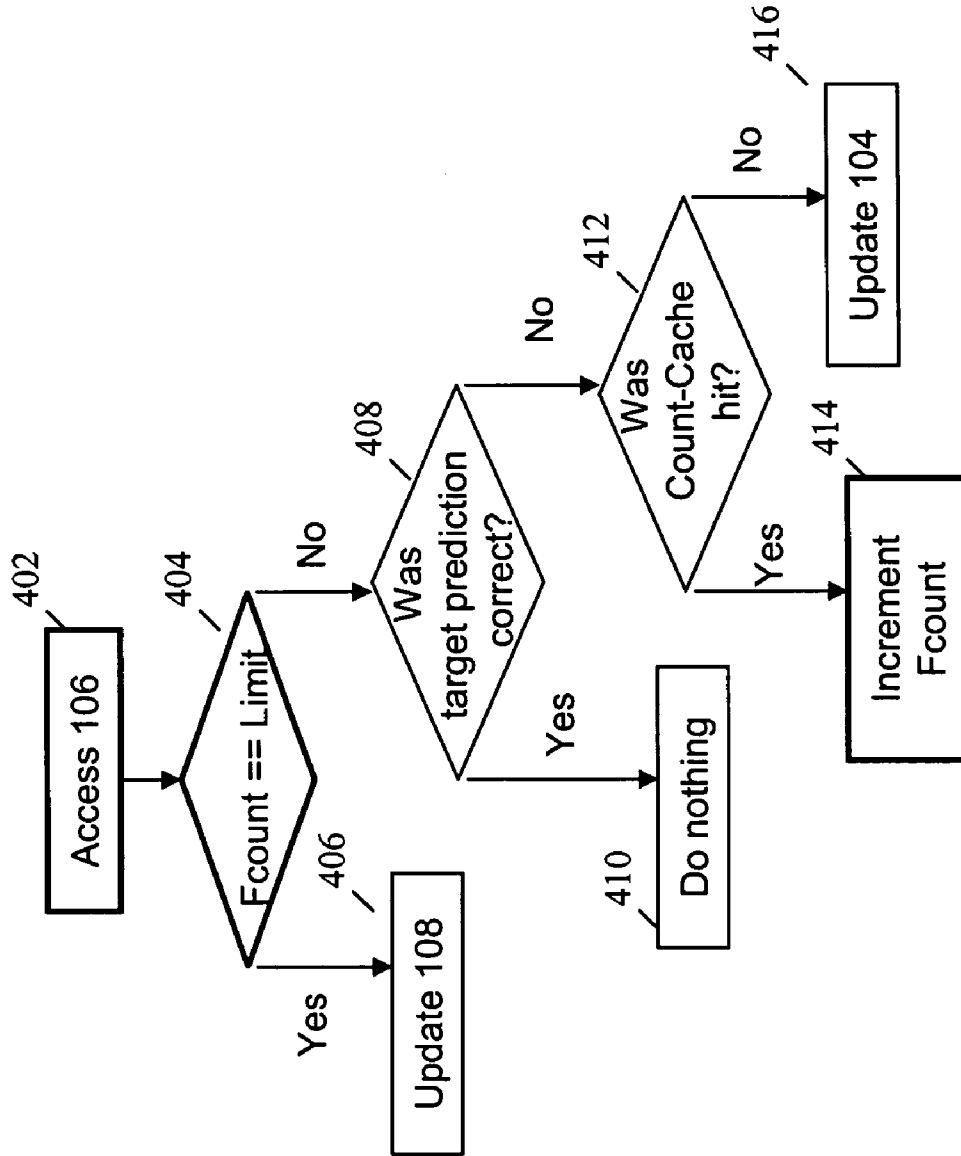 402
Access 106
404
Fcount == Limit
Yes
No
406
Update 108
408
Was
target prediction
correct?
Yes
No
410
Do nothing
412
Was
Count-Cache
hit?
Yes
No
414
Increment
Fcount
416
Update 104